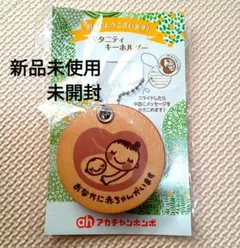 マタニティ
キーホルダー
新品未使用
未開封
おなかに赤ちゃんがいます
アカチャンホンポ